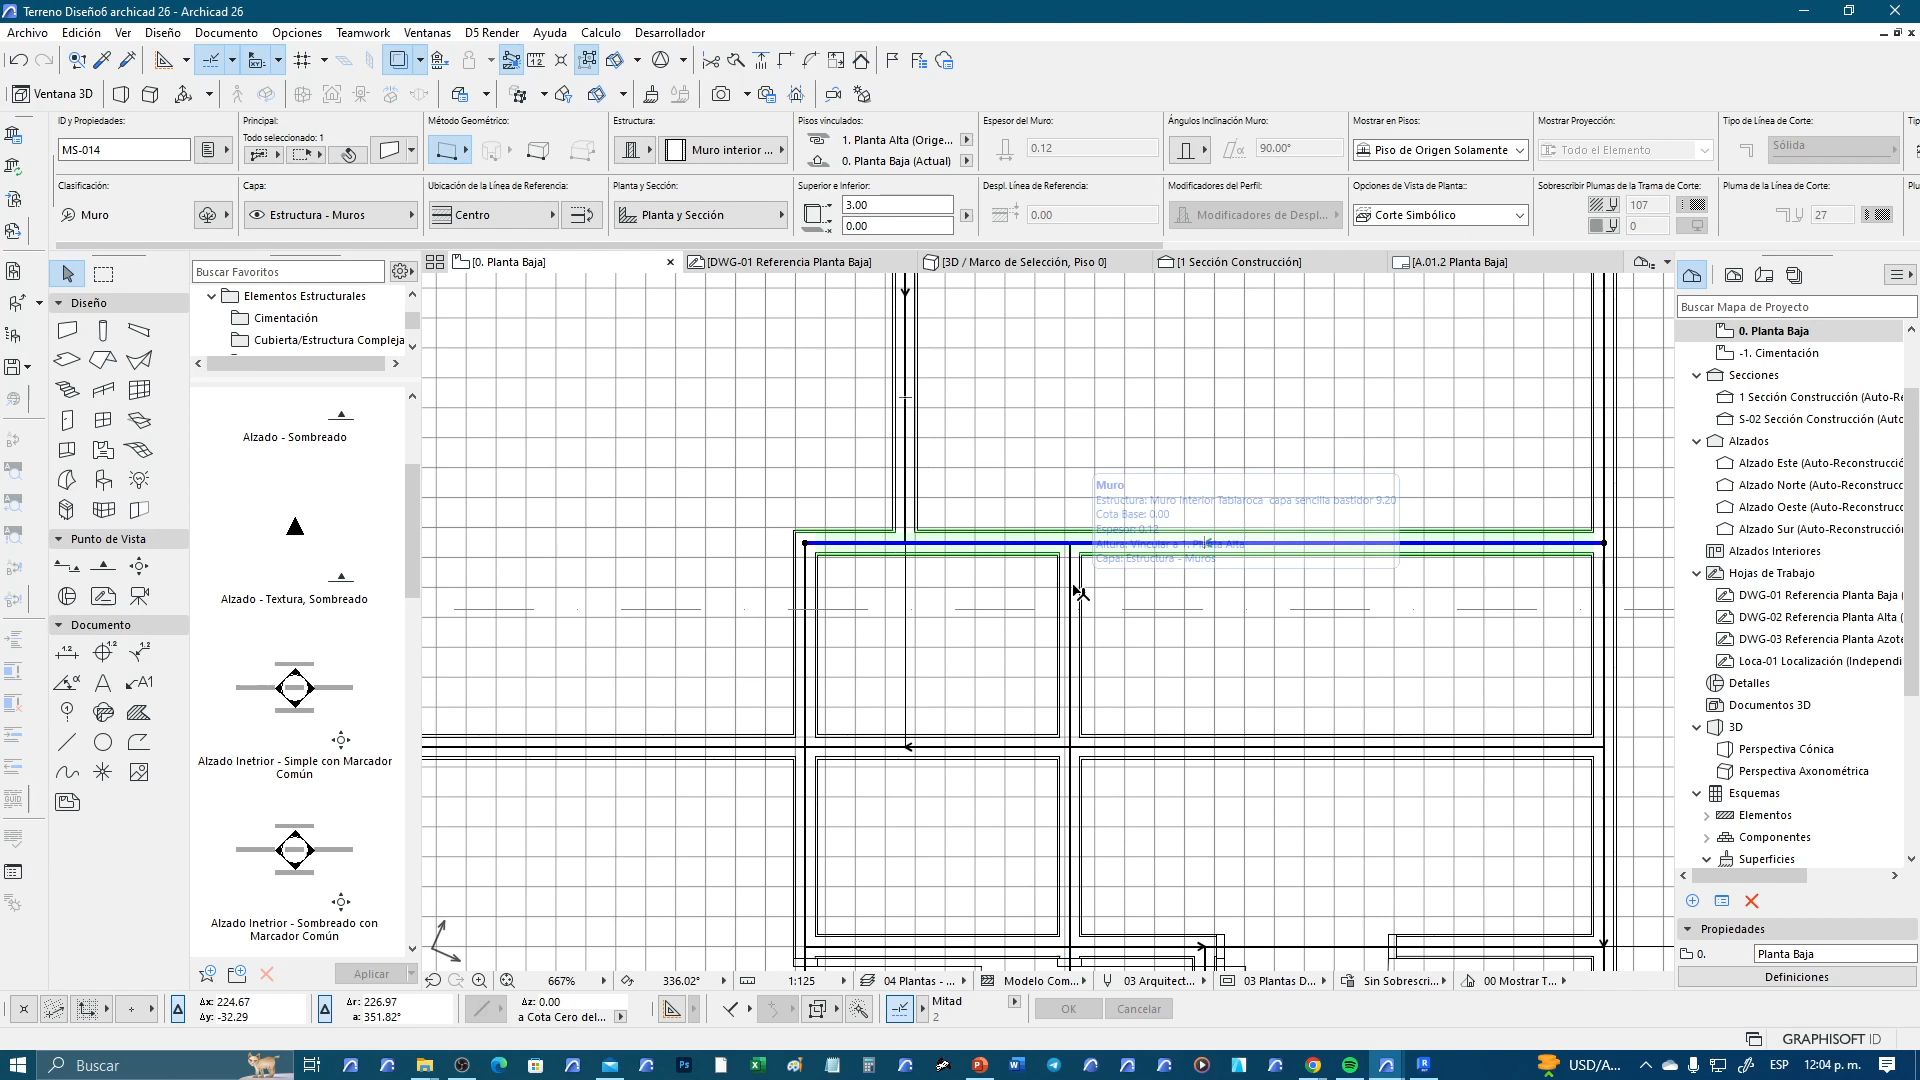 Terreno Diseño6 archicad 26 - Archicad 26
Archivo Edición Ver Diseño Documento Opciones Teamwork Ventanas D5 Render Ayuda Calculo Desarrollador
Ventana 3D
ID y Propiedades: Principal: Método Geométrico: Estructura: Pisos vinculados: Espesor del Muro: Ángulos Inclinación Muro: Mostrar en Pisos: Mostrar Proyección: Tipo de Línea de Corte: Tip
Todo seleccionado: 1
MS-014
Muro interior ...
1. Planta Alta (Orige...
0. Planta Baja (Actual)
0.12
90.00°
Piso de Origen Solamente
Todo el Elemento
Sólida
Clasificación: Capa: Ubicación de la Línea de Referencia: Planta y Sección: Superior e Inferior: Despl. Línea de Referencia: Modificadores del Perfil: Opciones de Vista de Planta:: Sobrescribir Plumas de la Trama de Corte: Pluma de la Línea de Corte: Plu
Muro
Estructura - Muros
Centro
Planta y Sección
3.00
0.00
0.00
Modificadores de Despl...
Corte Simbólico
107
0
27
Buscar Favoritos
Elementos Estructurales
Cimentación
Cubierta/Estructura Compleja
Diseño
Punto de Vista
Documento
1.2
1.2
1.2
A1
Alzado - Sombreado
Alzado - Textura, Sombreado
Alzado Inetrior - Simple con Marcador
Común
Alzado Inetrior - Sombreado con
Marcador Común
Aplicar
[0. Planta Baja]
[DWG-01 Referencia Planta Baja]
[3D / Marco de Selección, Piso 0]
[1 Sección Construcción]
[A.01.2 Planta Baja]
Muro
Estructura: Muro Interior Tablaroca capa sencilla bastidor 9.20
Cota Base: 0.00
Espesor: 0.12
Altura: Vincular a 1. Planta Alta
Capa: Estructura - Muros
Buscar Mapa de Proyecto
0. Planta Baja
-1. Cimentación
Secciones
1 Sección Construcción (Auto-Re
S-02 Sección Construcción (Auto
Alzados
Alzado Este (Auto-Reconstrucció
Alzado Norte (Auto-Reconstrucci
Alzado Oeste (Auto-Reconstrucci
Alzado Sur (Auto-Reconstrucción
Alzados Interiores
Hojas de Trabajo
DWG-01 Referencia Planta Baja (
DWG-02 Referencia Planta Alta (
DWG-03 Referencia Planta Azote
Loca-01 Localización (Independi
Detalles
Documentos 3D
3D
Perspectiva Cónica
Perspectiva Axonométrica
Esquemas
Elementos
Componentes
Superficies
Propiedades
0.
Planta Baja
Definiciones
667%
336.02°
1:125
04 Plantas - ...
Modelo Com...
03 Arquitect...
03 Plantas D...
Sin Sobrescri...
00 Mostrar T...
Δx: 224.67
Δy: -32.29
Δr: 226.97
a: 351.82°
Δz: 0.00
a Cota Cero del...
Mitad
2
OK
Cancelar
GRAPHISOFT ID
Buscar
USD/A...
ESP
12:04 p. m.